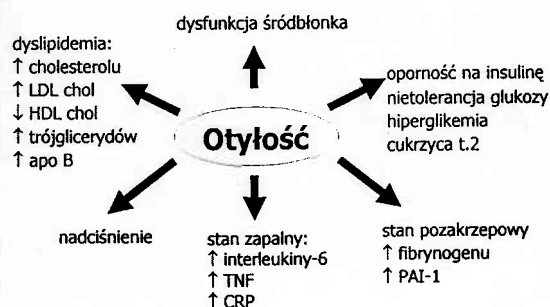 dysfunkcja śródbłonka
dyslipidemia:
↑ cholesterolu
↑ LDL chol
↓ HDL chol
↑ trójglicerydów
↑ apo B
oporność na insulinę
nietolerancja glukozy
hiperglikemia
cukrzyca t.2
Otyłość
nadciśnienie
stan zapalny:
↑ interleukiny-6
↑ TNF
↑ CRP
stan pozakrzepowy
↑ fibrynogenu
↑ PAI-1